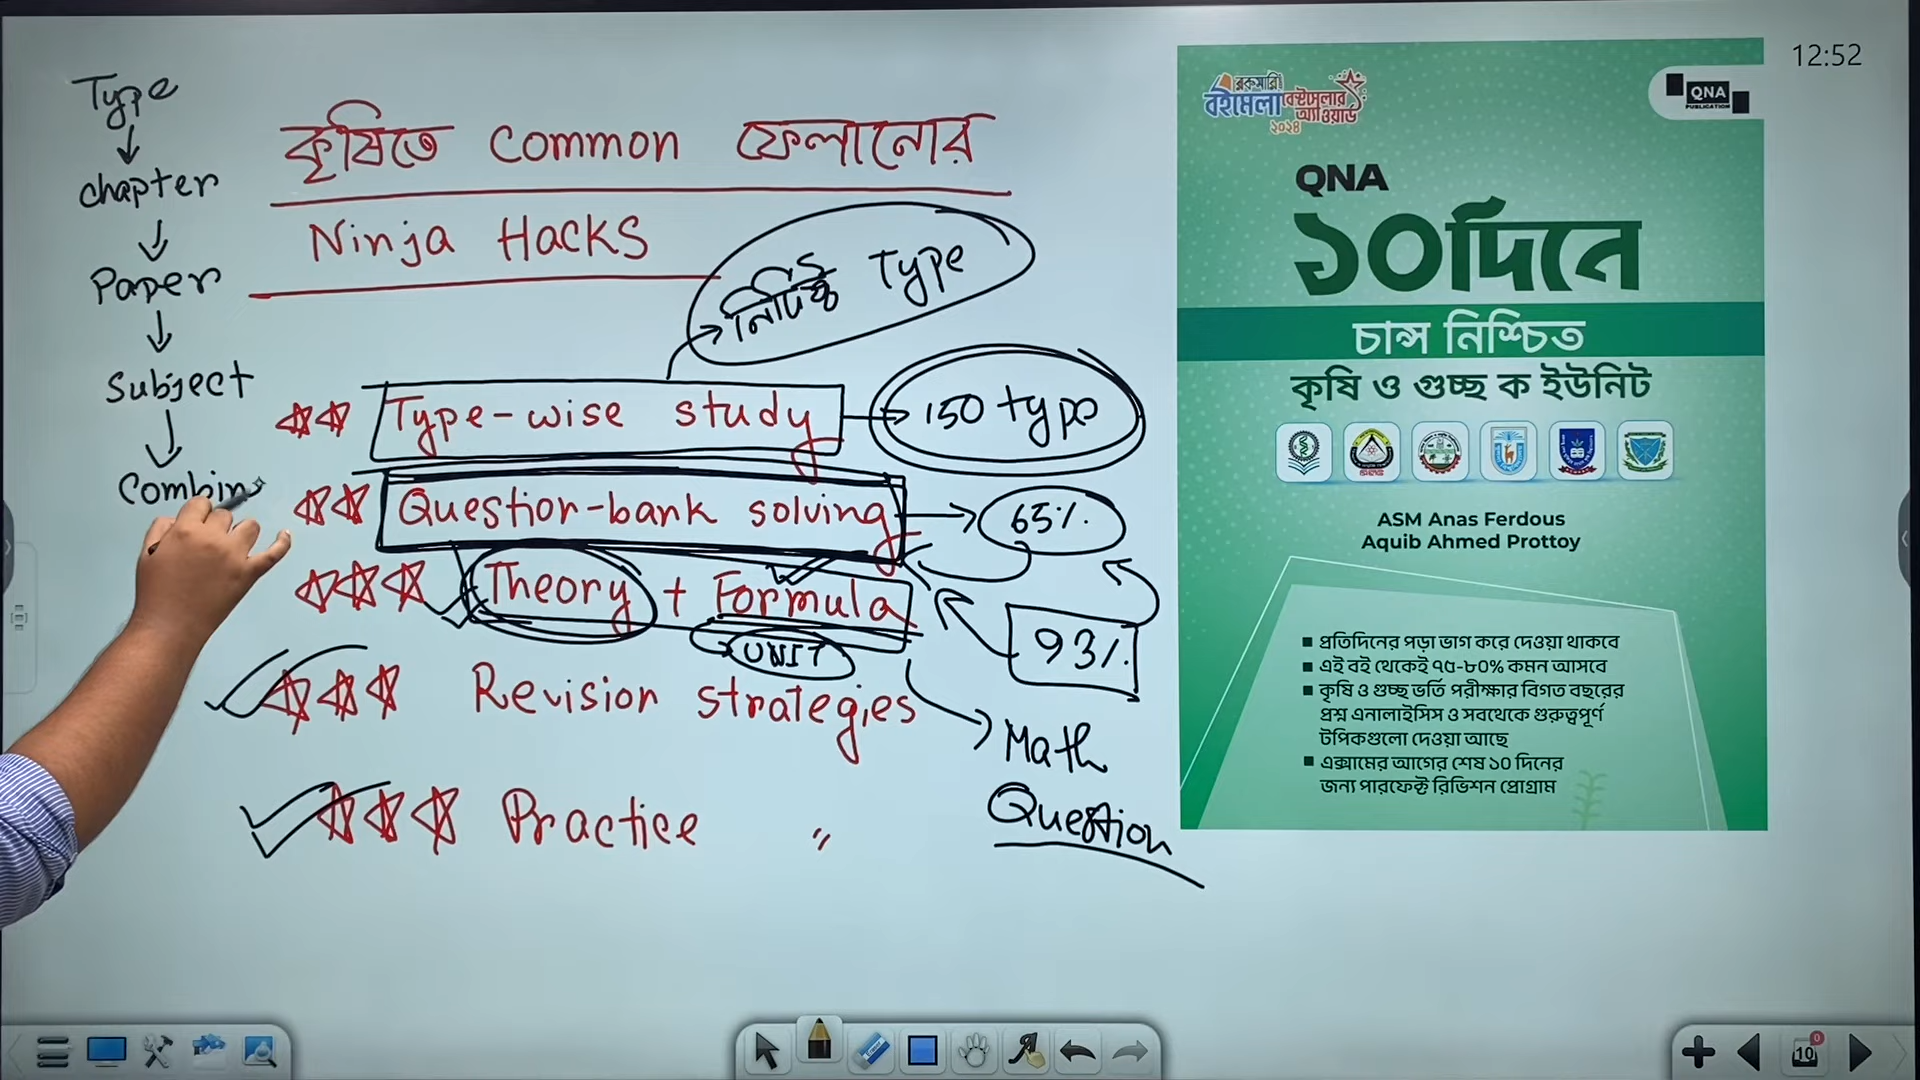 Type
chapter
Paper
Subject
Combin
কৃষিতে Common ফেলানোর
Ninja Hacks
নির্দিষ্ট Type
Type-wise study
150 type
Question-bank solving
65%.
Theory + Formula
UNIT
93%.
Revision strategies
Math
Question
Practice "
12:52
রকমারি
বইমেলা বেস্টসেলার
অ্যাওয়ার্ড
২০২৪
QNA
PUBLICATION
QNA
১০দিনে
চান্স নিশ্চিত
কৃষি ও গুচ্ছ ক ইউনিট
ASM Anas Ferdous
Aquib Ahmed Prottoy
■ প্রতিদিনের পড়া ভাগ করে দেওয়া থাকবে
■ এই বই থেকেই ৭৫-৮০% কমন আসবে
■ কৃষি ও গুচ্ছ ভর্তি পরীক্ষার বিগত বছরের
প্রশ্ন এনালাইসিস ও সবথেকে গুরুত্বপূর্ণ
টপিকগুলো দেওয়া আছে
■ এক্সামের আগের শেষ ১০ দিনের
জন্য পারফেক্ট রিভিশন প্রোগ্রাম
10
0